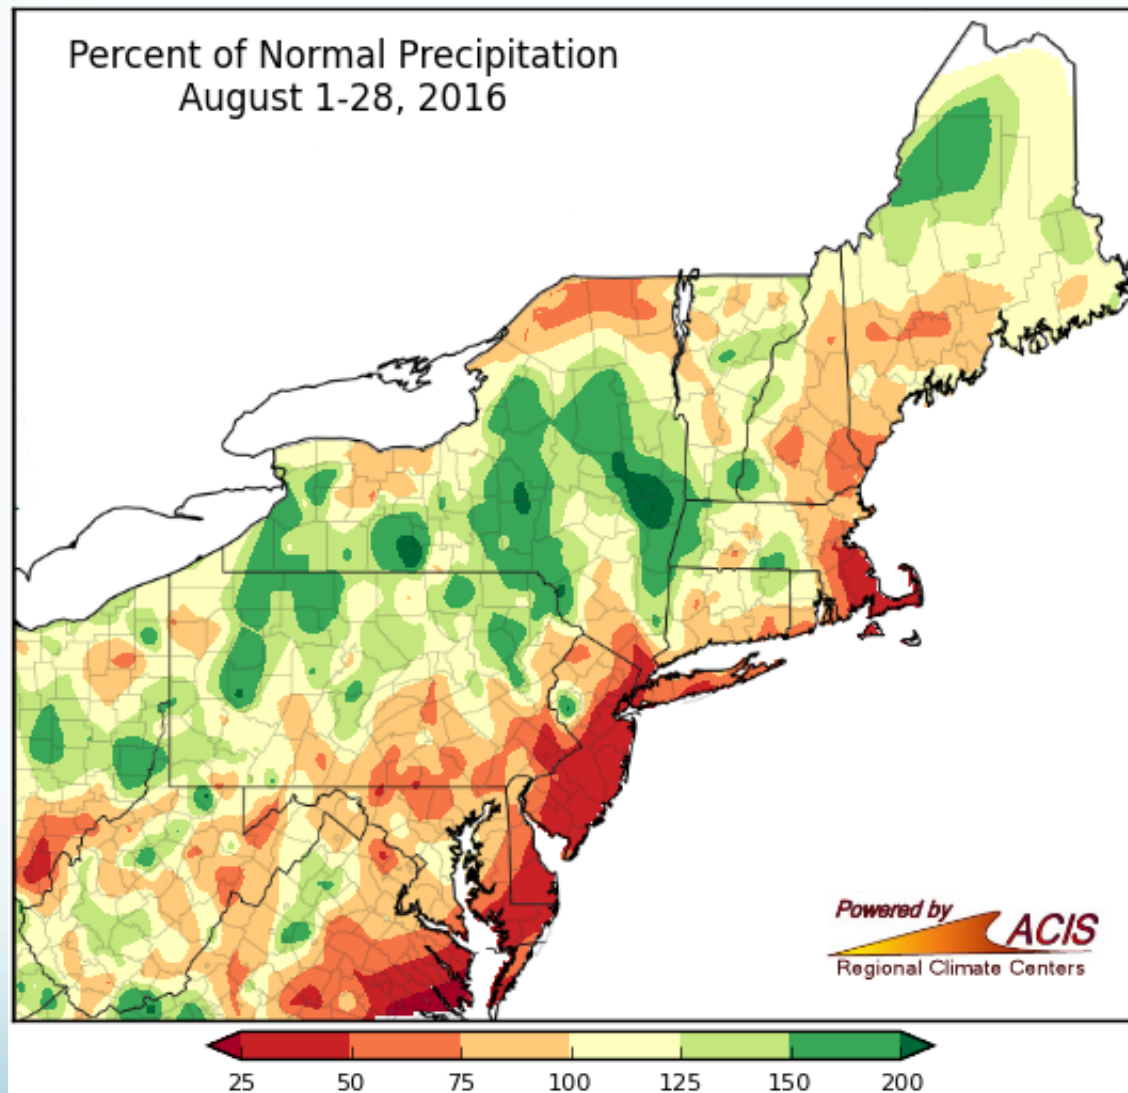 Percent of Normal Precipitation
August 1-28, 2016
Powered by
ACIS
Regional Climate Centers
25 50 75 100 125 150 200